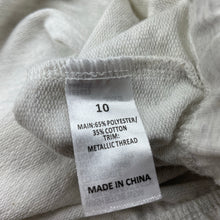 10
MAIN:65% POLYESTER/
35% COTTON
TRIM:
METALLIC THREAD
MADE IN CHINA